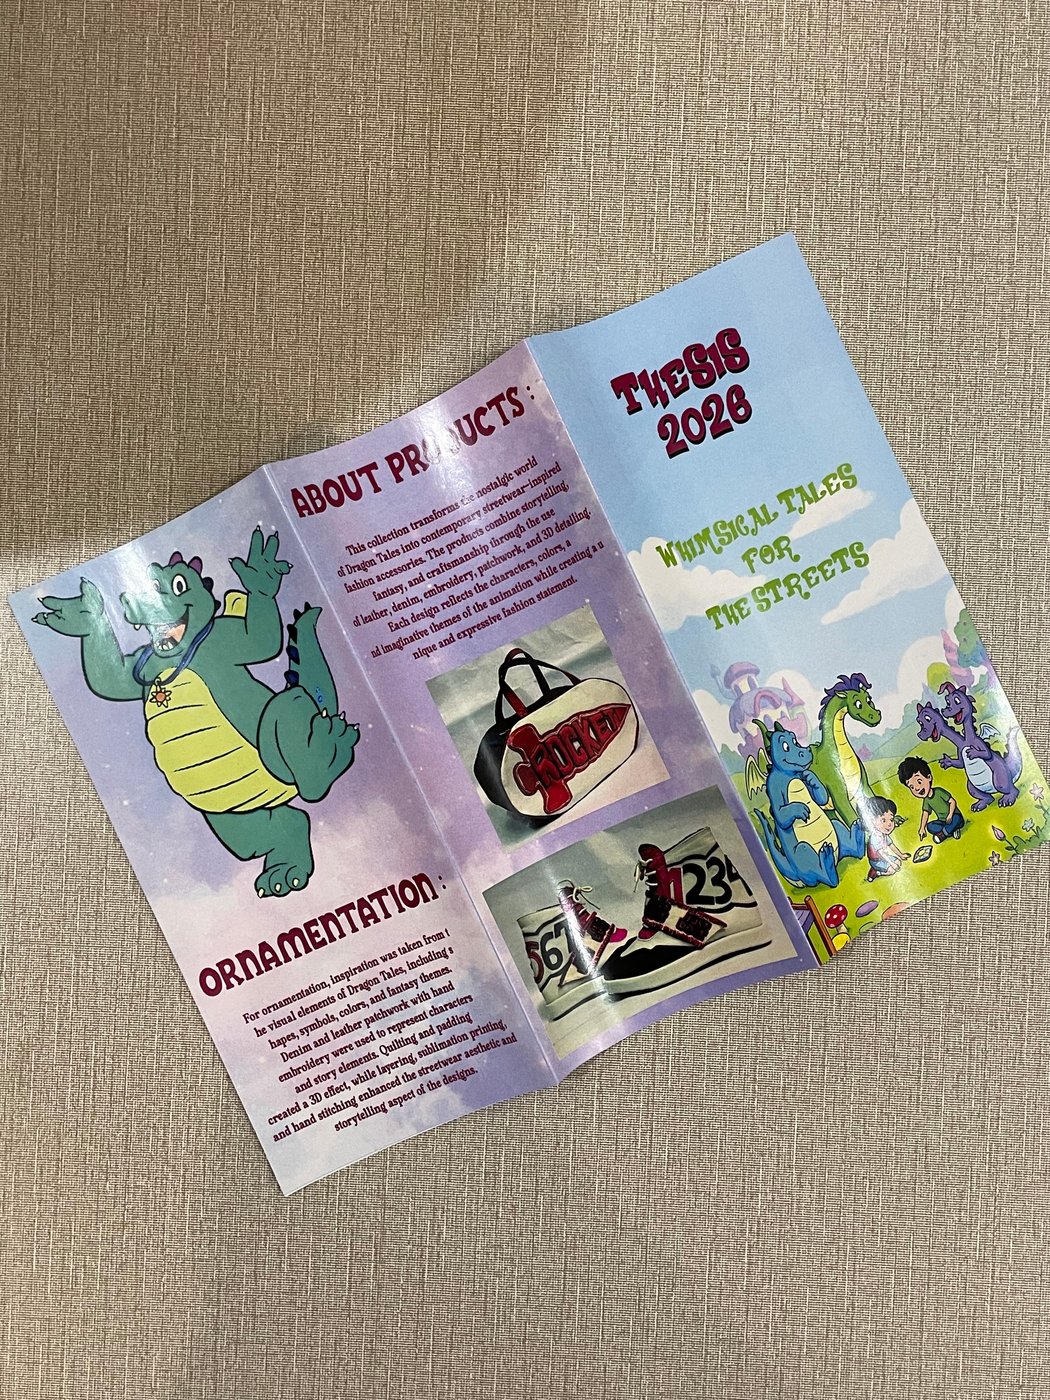 THESIS
2026
WHIMSICAL TALES
FOR
THE STREETS
ABOUT PRODUCTS :
This collection transforms the nostalgic world
of Dragon Tales into contemporary streetwear-inspired
fashion accessories. The products combine storytelling,
fantasy, and craftsmanship through the use
of leather, denim, embroidery, patchwork, and 3D detailing.
Each design reflects the characters, colors, a
nd imaginative themes of the animation while creating a u
nique and expressive fashion statement.
ROCKET
567
1234
ORNAMENTATION :
For ornamentation, inspiration was taken from t
he visual elements of Dragon Tales, including s
hapes, symbols, colors, and fantasy themes.
Denim and leather patchwork with hand
embroidery were used to represent characters
and story elements. Quilting and padding
created a 3D effect, while layering, sublimation printing,
and hand stitching enhanced the streetwear aesthetic and
storytelling aspect of the designs.